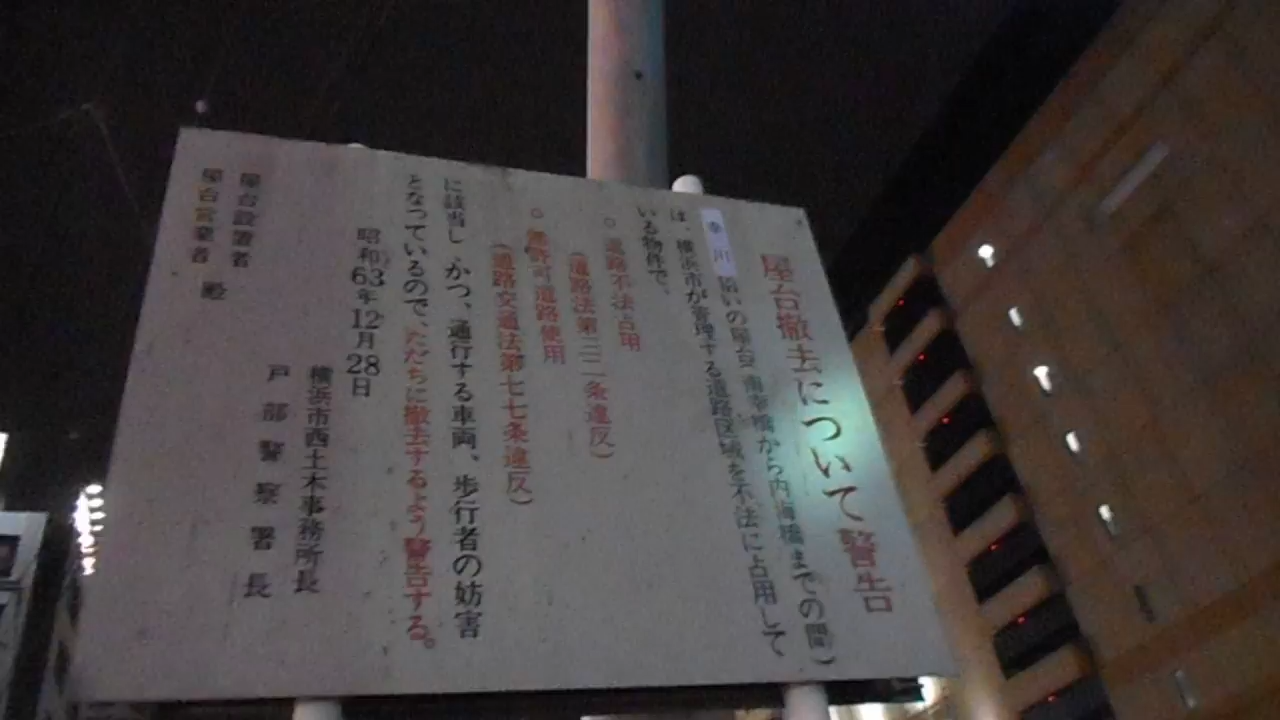 屋台撤去について警告
幸川沿いの屋台(南幸橋から内海橋までの間)
は、横浜市が管理する道路区域を不法に占用して
いる物件で、
○道路不法占用
(道路法第三二条違反)
○無許可道路使用
(道路交通法第七七条違反)
に該当し、かつ、通行する車両、歩行者の妨害
となつているので、ただちに撤去するよう警告する。
昭和63年12月28日
横浜市西土木事務所長
戸部警察署長
屋台設置者
屋台営業者 殿